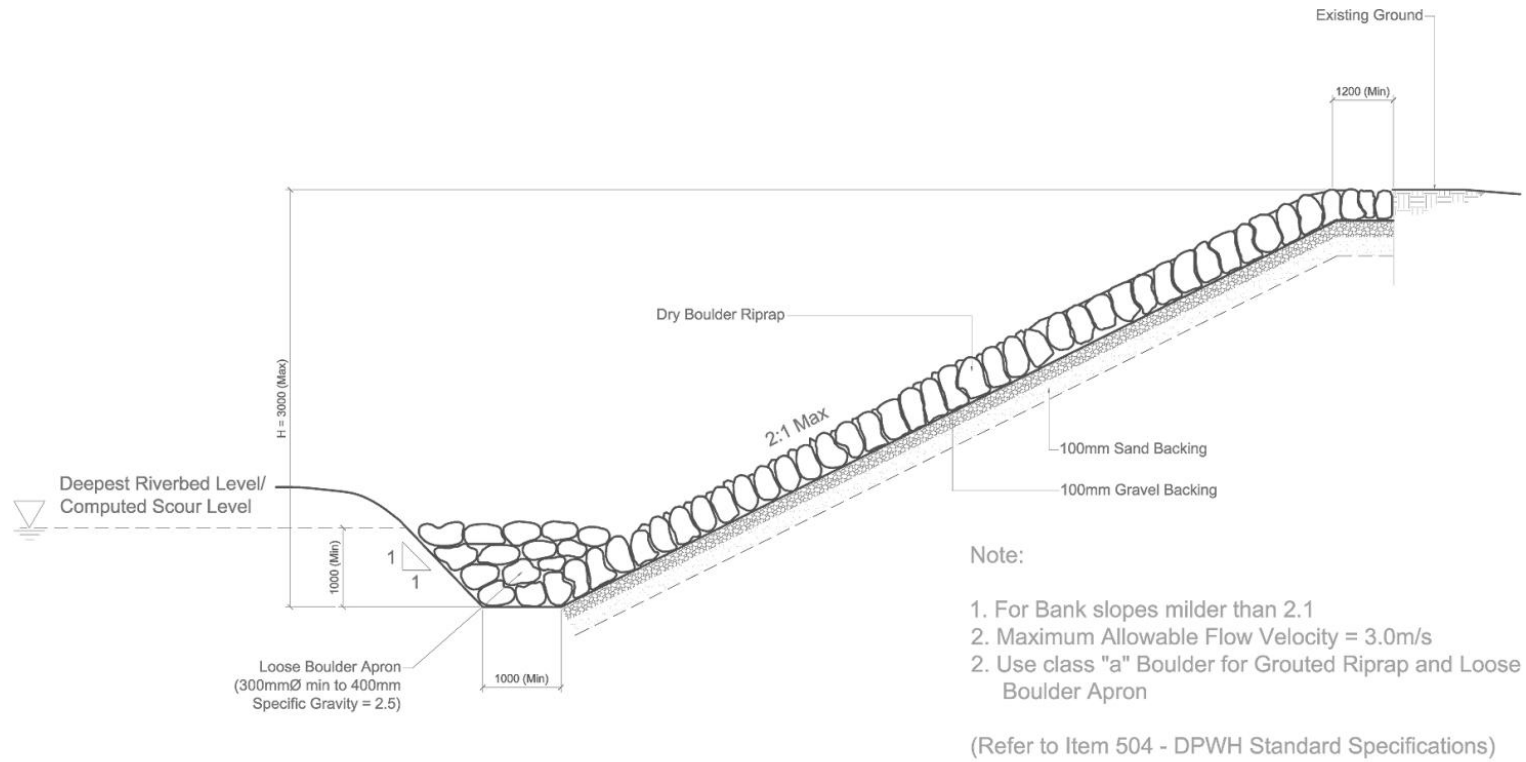 Existing Ground
1200 (Min)
Dry Boulder Riprap
H = 3000 (Max)
2:1 Max
100mm Sand Backing
Deepest Riverbed Level/
Computed Scour Level
100mm Gravel Backing
1
1
1000 (Min)
Loose Boulder Apron
(300mmØ min to 400mm
Specific Gravity = 2.5)
1000 (Min)
Note:
1. For Bank slopes milder than 2.1
2. Maximum Allowable Flow Velocity = 3.0m/s
2. Use class "a" Boulder for Grouted Riprap and Loose
Boulder Apron
(Refer to Item 504 - DPWH Standard Specifications)